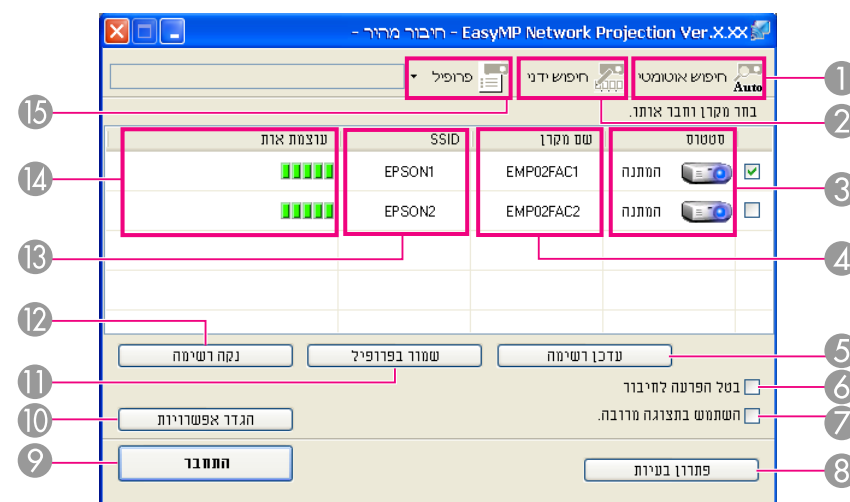 EasyMP Network Projection Ver.X.XX - חיבור מהיר -
Auto חיפוש אוטומטי חיפוש ידני פרופיל
1
2
15
בחר מקרן וחבר אותו.
סטטוס שם מקרן SSID עוצמת אות
המתנה EMP02FAC1 EPSON1
14
3
המתנה EMP02FAC2 EPSON2
13
4
12
עדכן רשימה שמור בפרופיל נקה רשימה
5
בטל הפרעה לחיבור
6
11
השתמש בתצוגה מרובה.
7
הגדר אפשרויות
10
התחבר
9
פתרון בעיות
8